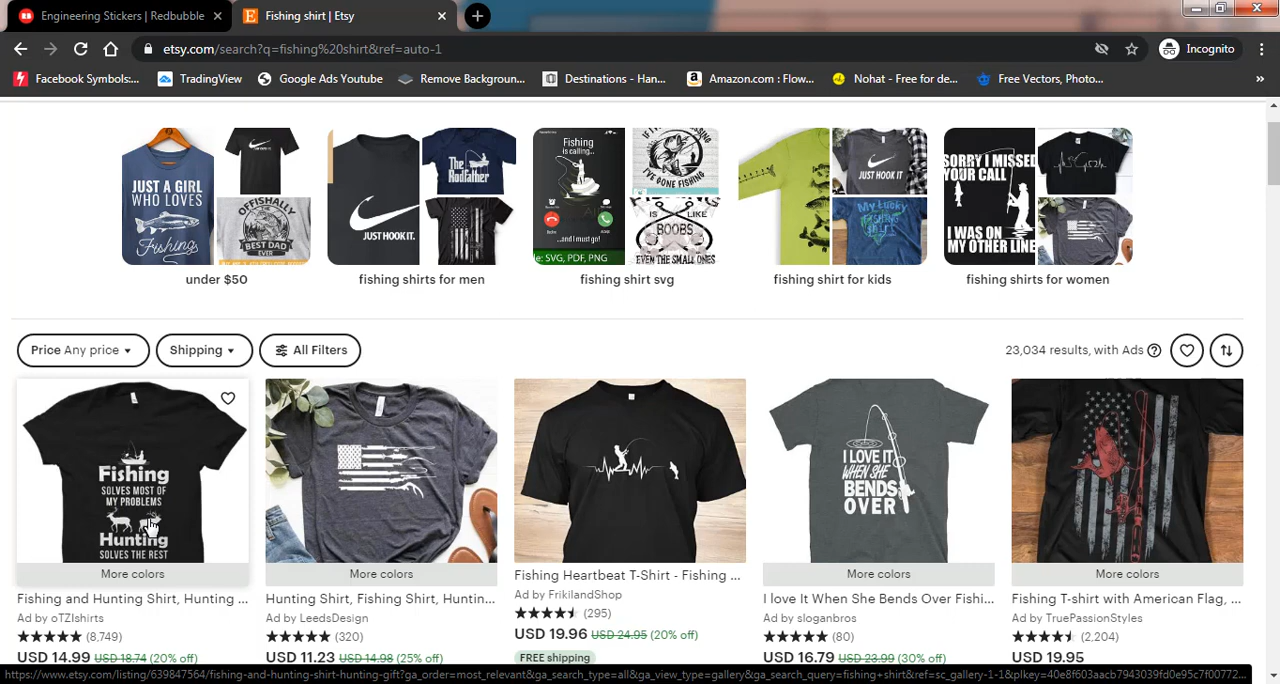 Engineering Stickers | Redbubble
Fishing shirt | Etsy
etsy.com/search?q=fishing%20shirt&ref=auto-1
Incognito
Facebook Symbols:...
TradingView
Google Ads Youtube
Remove Backgroun...
Destinations - Han...
Amazon.com : Flow...
Nohat - Free for de...
Free Vectors, Photo...
»
JUST A GIRL
WHO LOVES
Fishing
OFFISHALLY
BEST DAD
EVER
JUST HOOK IT.
The
Rodfather
Fishing
is calling...
...and I must go!
le: SVG, PDF, PNG
I'VE GONE FISHING
IS LIKE
BOOBS
EVEN THE SMALL ONES
JUST HOOK IT
MY LUCKY
FISHING
SORRY I MISSED
YOUR CALL
I WAS ON
MY OTHER LINE
under $50
fishing shirts for men
fishing shirt svg
fishing shirt for kids
fishing shirts for women
Price Any price
Shipping
All Filters
23,034 results, with Ads
Fishing
SOLVES MOST OF
MY PROBLEMS
Hunting
SOLVES THE REST
I LOVE IT
WHEN SHE
BENDS
OVER
More colors
More colors
More colors
More colors
Fishing and Hunting Shirt, Hunting ...
Ad by oTZIshirts
(8,749)
USD 14.99 USD 18.74 (20% off)
Hunting Shirt, Fishing Shirt, Huntin...
Ad by LeedsDesign
(320)
USD 11.23 USD 14.98 (25% off)
Fishing Heartbeat T-Shirt - Fishing ...
Ad by FrikilandShop
(295)
USD 19.96 USD 24.95 (20% off)
FREE shipping
I love It When She Bends Over Fishi...
Ad by sloganbros
(80)
USD 16.79 USD 23.99 (30% off)
Fishing T-shirt with American Flag, ...
Ad by TruePassionStyles
(2,204)
USD 19.95
https://www.etsy.com/listing/639847564/fishing-and-hunting-shirt-hunting-gift?ga_order=most_relevant&ga_search_type=all&ga_view_type=gallery&ga_search_query=fishing+shirt&ref=sc_gallery-1-1&plkey=40e8f603aacb7943039fd0e95c7f00772...